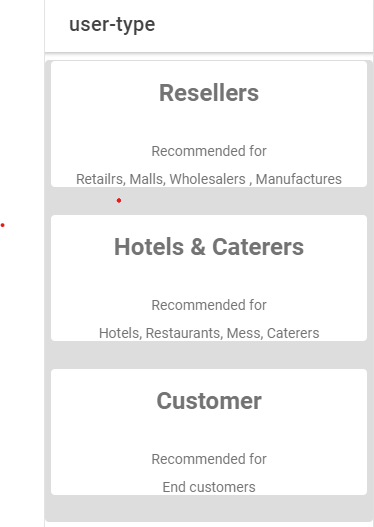 user-type
Resellers
Recommended for
Retailrs, Malls, Wholesalers , Manufactures
Hotels & Caterers
Recommended for
Hotels, Restaurants, Mess, Caterers
Customer
Recommended for
End customers